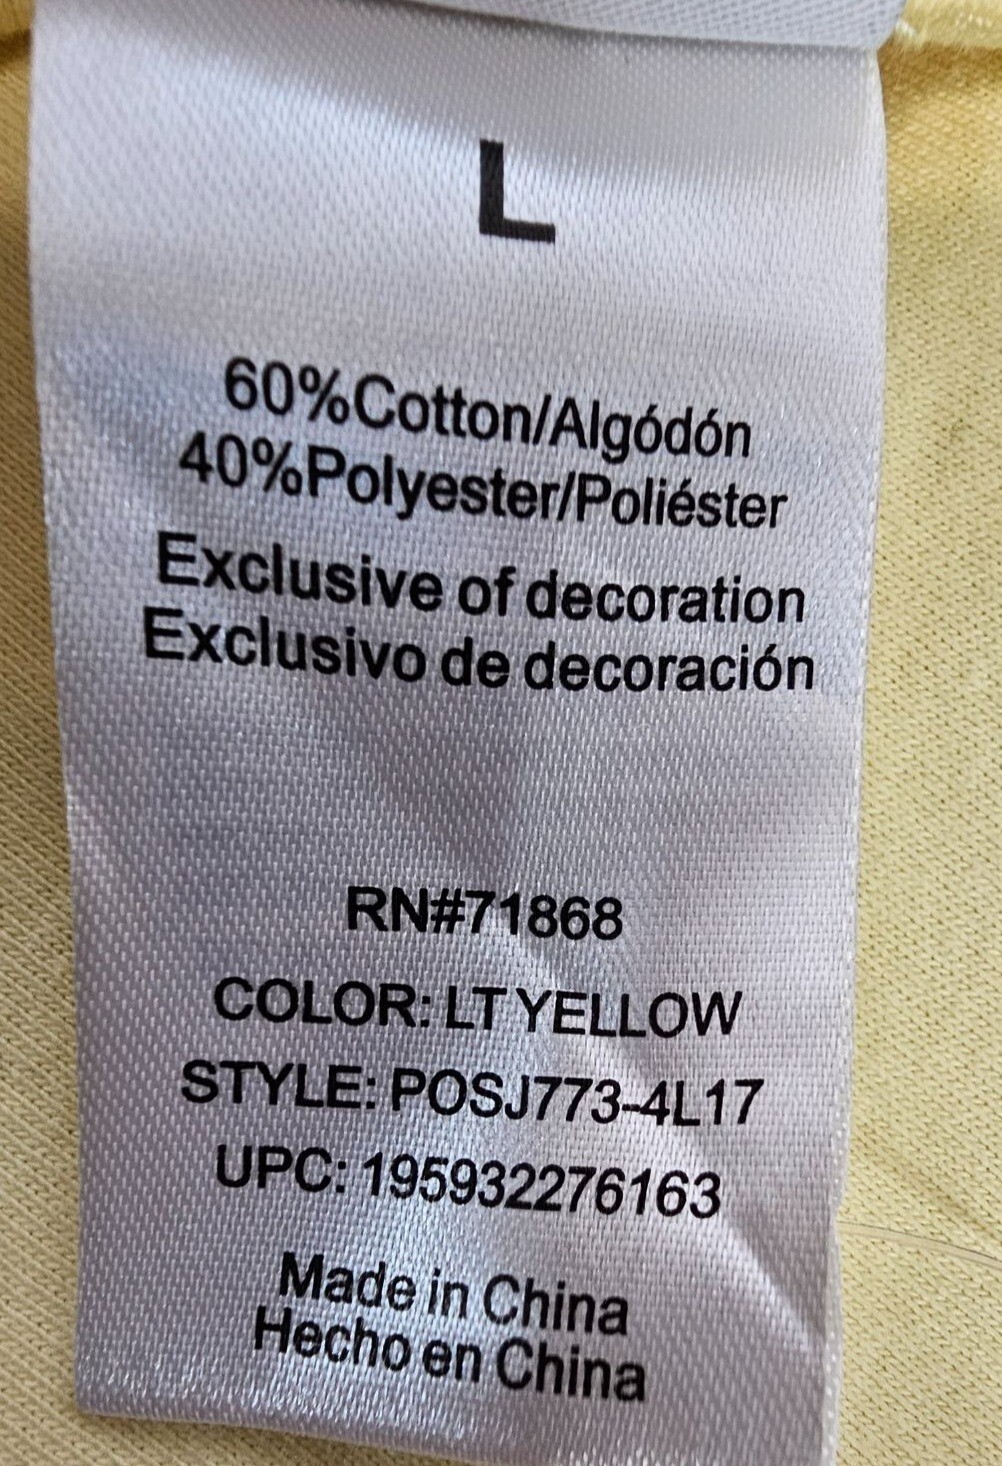 L
60%Cotton/Algódón
40%Polyester/Poliéster
Exclusive of decoration
Exclusivo de decoración
RN#71868
COLOR: LT YELLOW
STYLE: POSJ773-4L17
UPC: 195932276163
Made in China
Hecho en China